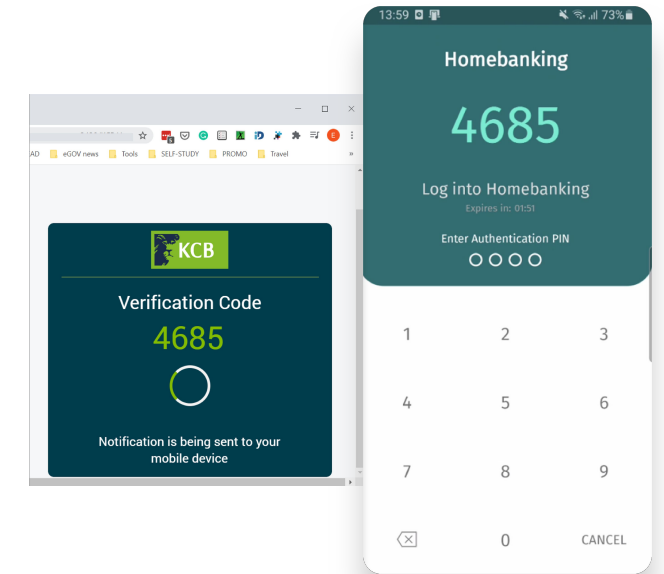 AD eGOV news Tools SELF-STUDY PROMO Travel »
E
KCB
Verification Code
4685
Notification is being sent to your
mobile device
13:59 73%
Homebanking
4685
Log into Homebanking
Expires in: 01:51
Enter Authentication PIN
1 2 3
4 5 6
7 8 9
0 CANCEL